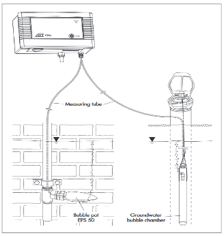 Measuring tube
Bubble pot
EPS 50
Groundwater
bubble chamber